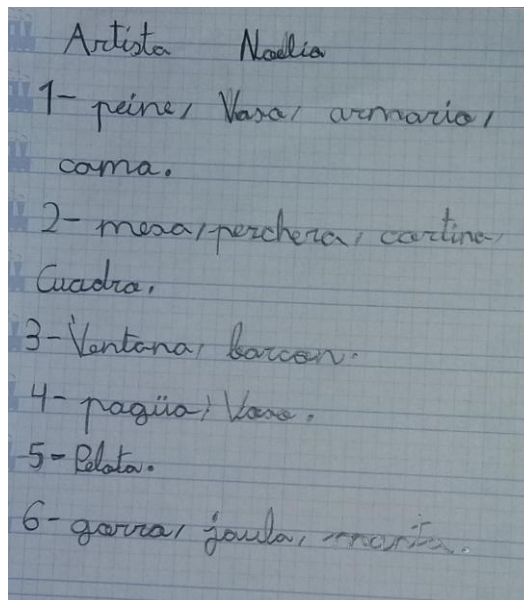 Artista Noelia
1- peine, Vasa, armario,
cama.
2- mesa, perchera, cortina,
Cuadro.
3- Ventana, barcon.
4- pagüa, Vaso.
5- Pelota.
6- gorra, jaula, manta.